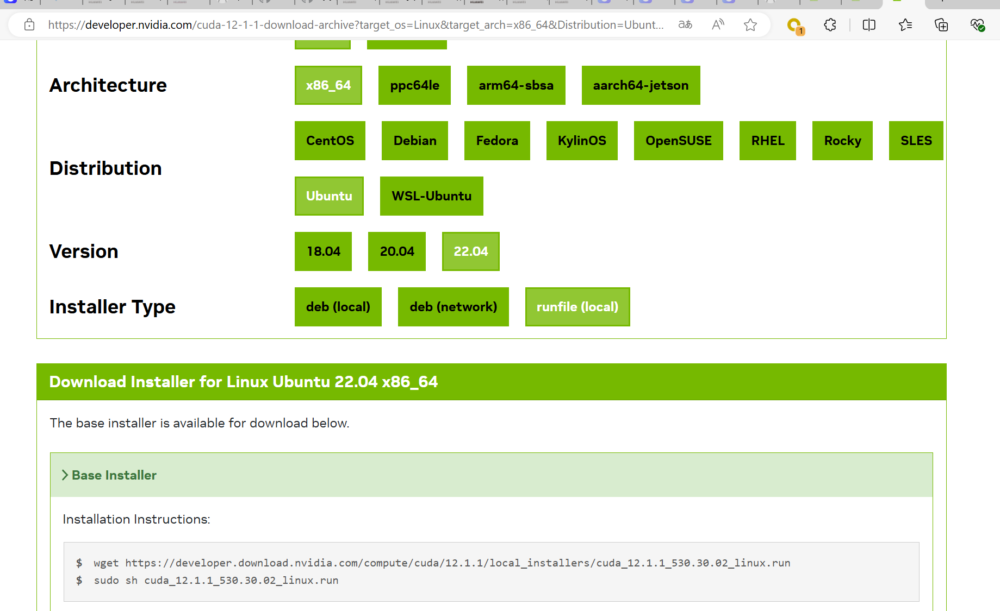 https://developer.nvidia.com/cuda-12-1-1-download-archive?target_os=Linux&target_arch=x86_64&Distribution=Ubunt...
1
Architecture
x86_64 ppc64le arm64-sbsa aarch64-jetson
Distribution
CentOS Debian Fedora KylinOS OpenSUSE RHEL Rocky SLES
Ubuntu WSL-Ubuntu
Version
18.04 20.04 22.04
Installer Type
deb (local) deb (network) runfile (local)
Download Installer for Linux Ubuntu 22.04 x86_64
The base installer is available for download below.
Base Installer
Installation Instructions:
$ wget https://developer.download.nvidia.com/compute/cuda/12.1.1/local_installers/cuda_12.1.1_530.30.02_linux.run
$ sudo sh cuda_12.1.1_530.30.02_linux.run